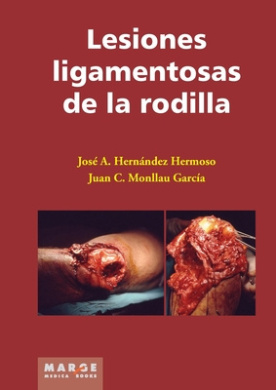 Lesiones
ligamentosas
de la rodilla
José A. Hernández Hermoso
Juan C. Monllau García
MARGE
MEDICA BOOKS